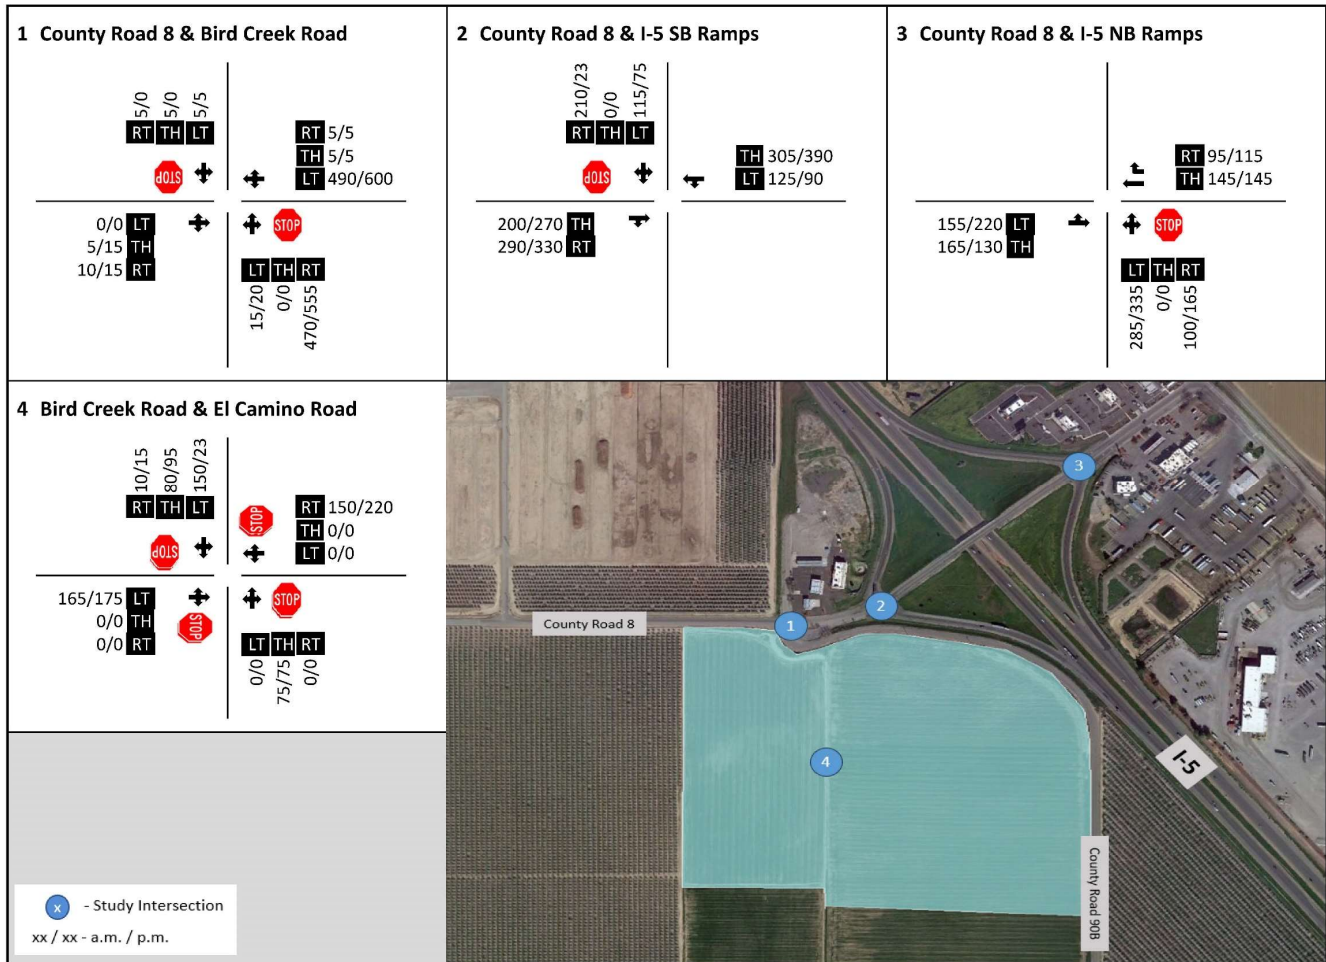 1 County Road 8 & Bird Creek Road
5/0 5/0 5/5
RT TH LT
STOP
RT 5/5
TH 5/5
LT 490/600
0/0 LT
5/15 TH
10/15 RT
STOP
LT TH RT
15/20 0/0 470/555
2 County Road 8 & I-5 SB Ramps
210/23 0/0 115/75
RT TH LT
STOP
TH 305/390
LT 125/90
200/270 TH
290/330 RT
3 County Road 8 & I-5 NB Ramps
RT 95/115
TH 145/145
155/220 LT
165/130 TH
STOP
LT TH RT
285/335 0/0 100/165
4 Bird Creek Road & El Camino Road
10/15 80/95 150/23
RT TH LT
STOP
STOP
RT 150/220
TH 0/0
LT 0/0
165/175 LT
0/0 TH
0/0 RT
STOP
STOP
LT TH RT
0/0 75/75 0/0
3
2
1
County Road 8
4
I-5
County Road 90B
x - Study Intersection
xx / xx - a.m. / p.m.